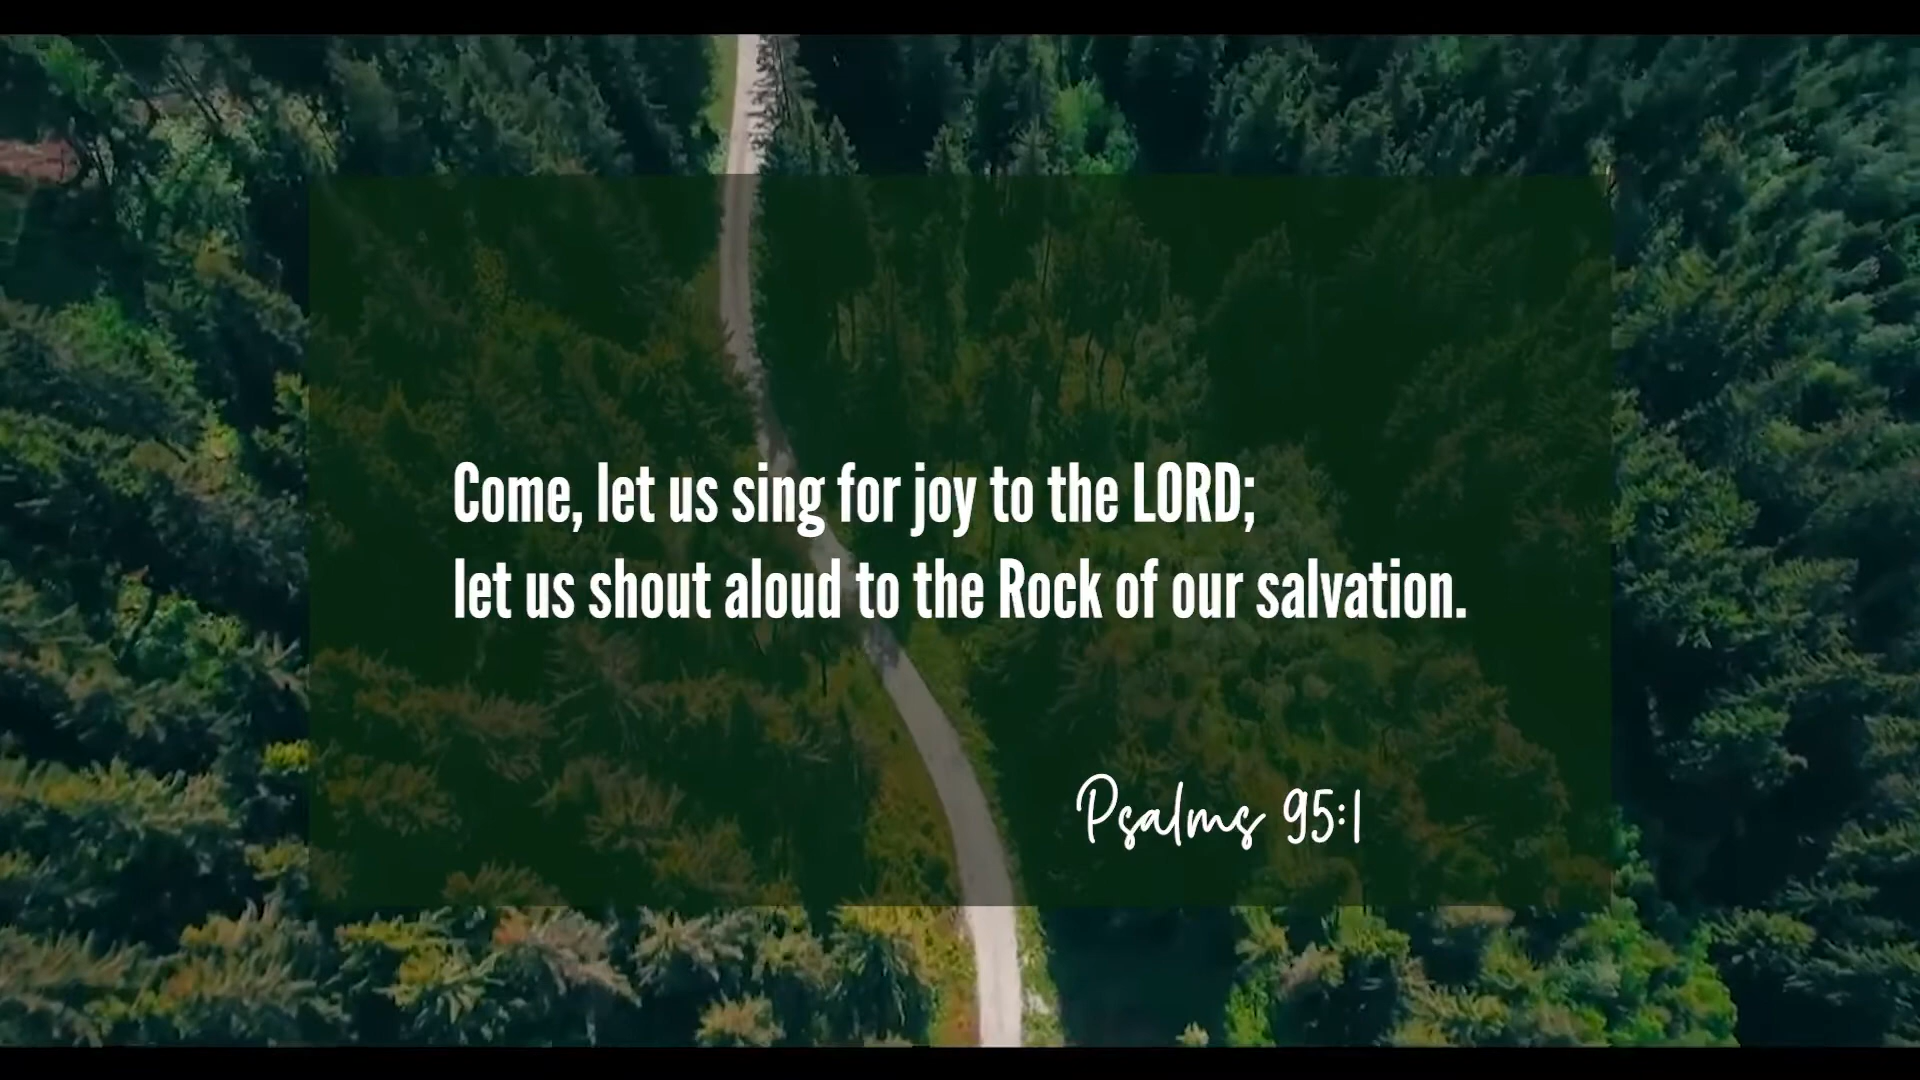 Come, let us sing for joy to the LORD;
let us shout aloud to the Rock of our salvation.
Psalms 95:1